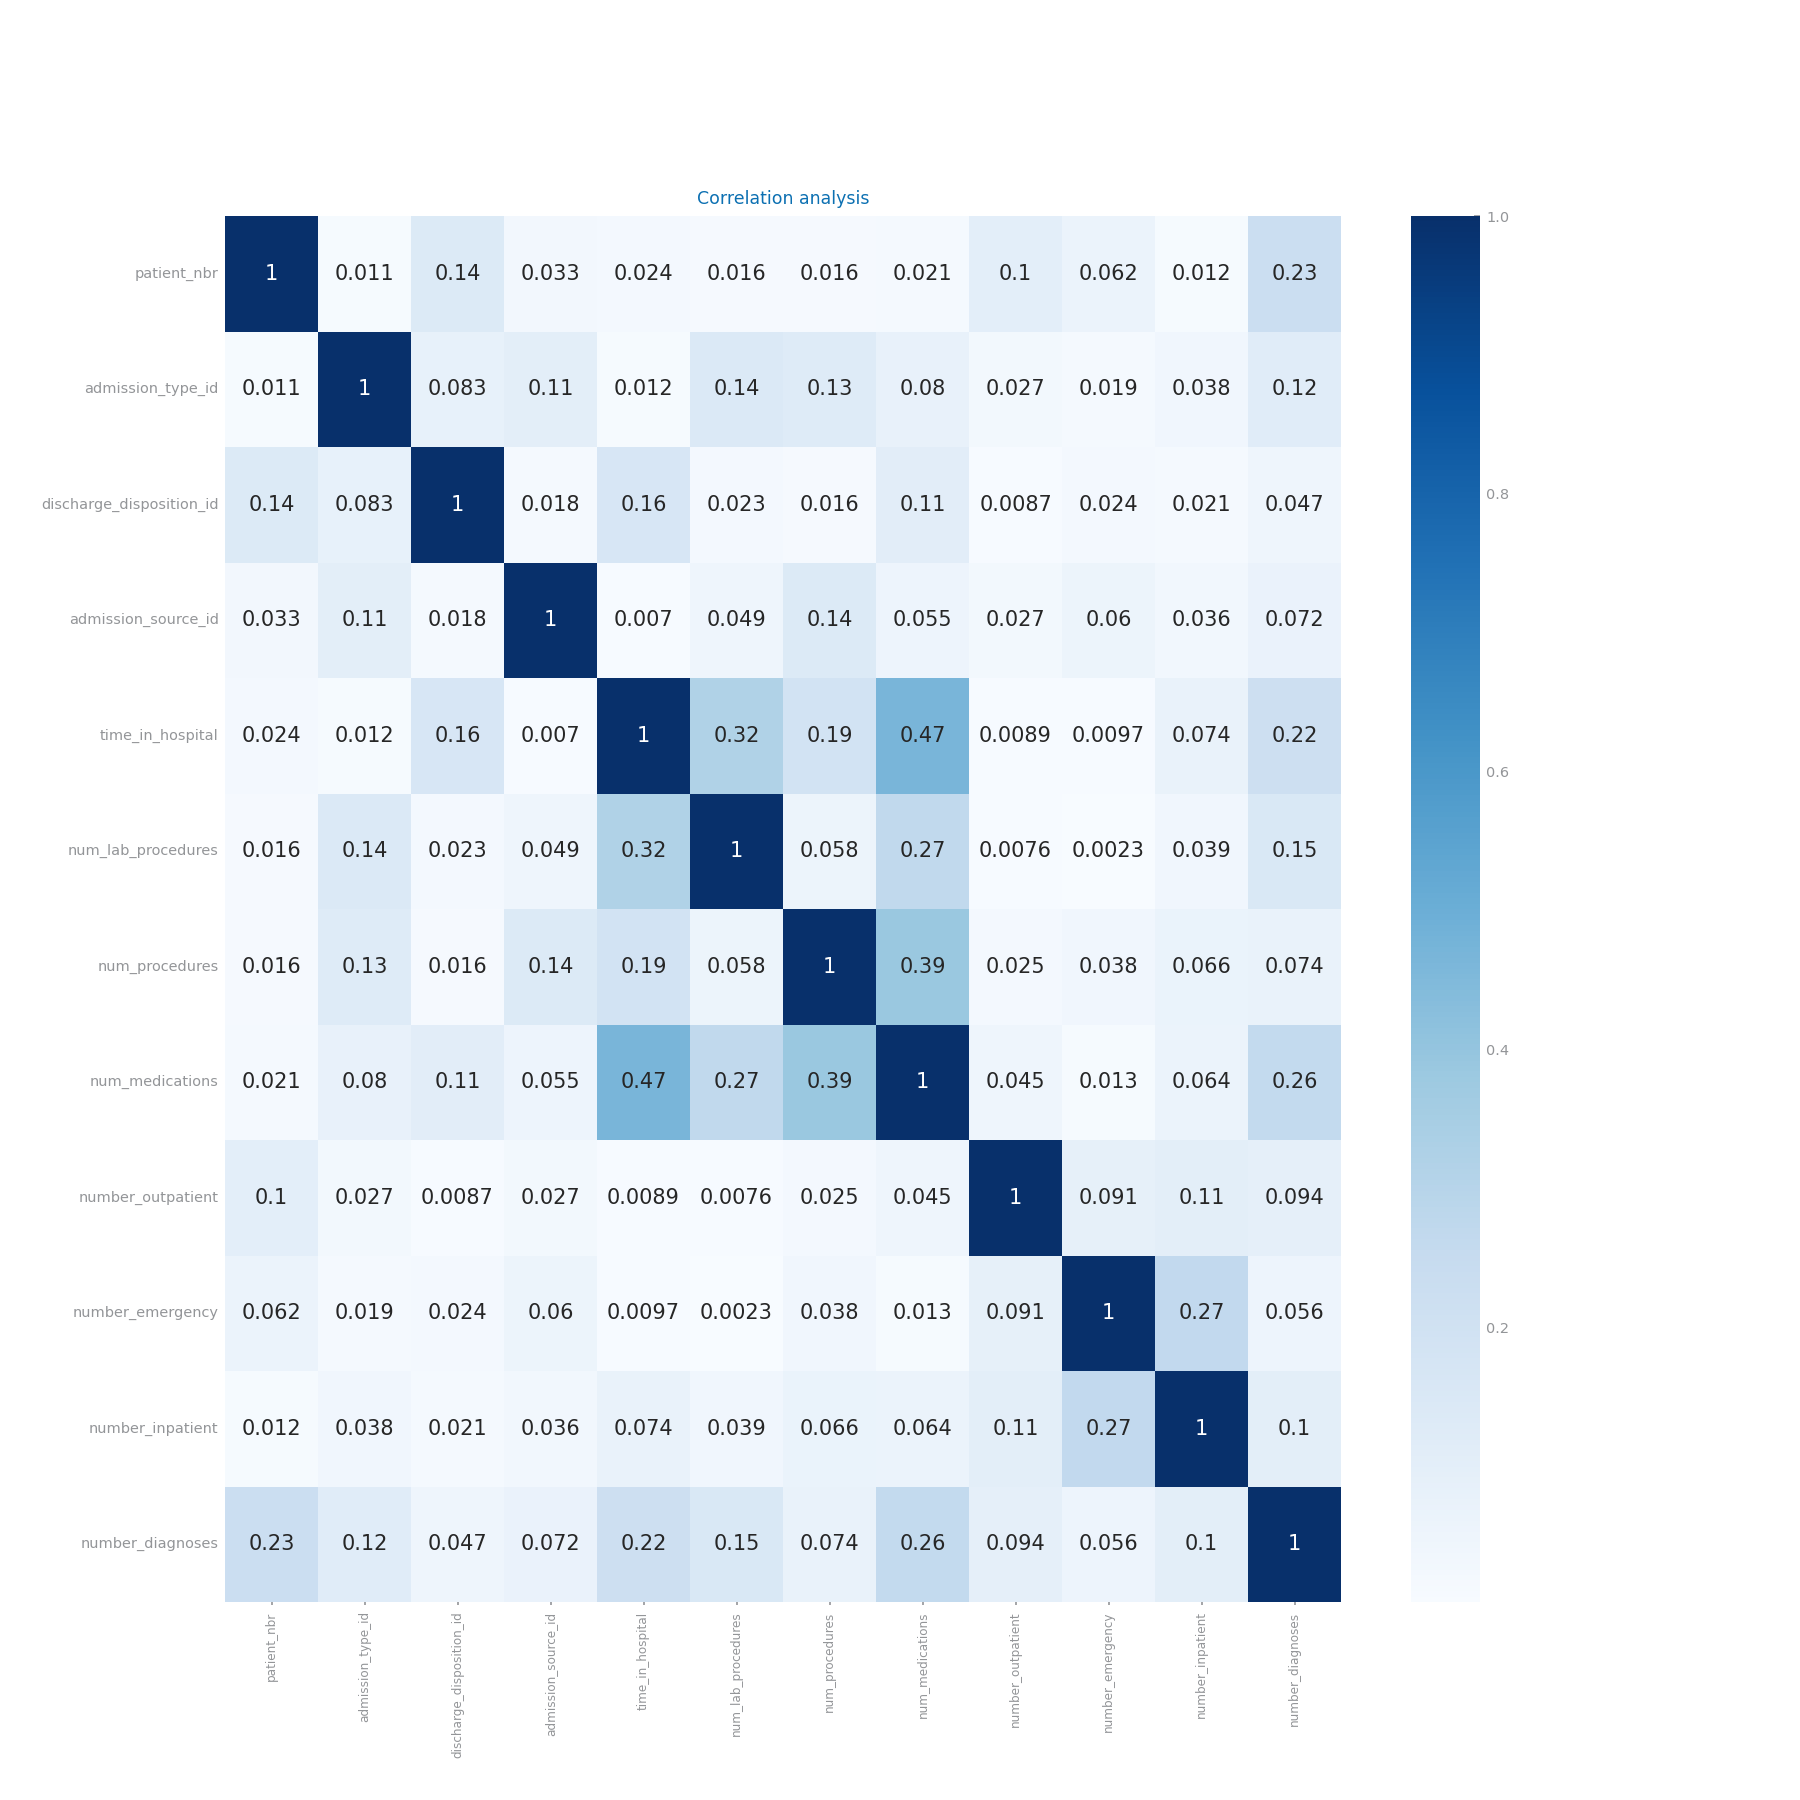 Correlation analysis
patient_nbr 1 0.011 0.14 0.033 0.024 0.016 0.016 0.021 0.1 0.062 0.012 0.23
admission_type_id 0.011 1 0.083 0.11 0.012 0.14 0.13 0.08 0.027 0.019 0.038 0.12
discharge_disposition_id 0.14 0.083 1 0.018 0.16 0.023 0.016 0.11 0.0087 0.024 0.021 0.047
admission_source_id 0.033 0.11 0.018 1 0.007 0.049 0.14 0.055 0.027 0.06 0.036 0.072
time_in_hospital 0.024 0.012 0.16 0.007 1 0.32 0.19 0.47 0.0089 0.0097 0.074 0.22
num_lab_procedures 0.016 0.14 0.023 0.049 0.32 1 0.058 0.27 0.0076 0.0023 0.039 0.15
num_procedures 0.016 0.13 0.016 0.14 0.19 0.058 1 0.39 0.025 0.038 0.066 0.074
num_medications 0.021 0.08 0.11 0.055 0.47 0.27 0.39 1 0.045 0.013 0.064 0.26
number_outpatient 0.1 0.027 0.0087 0.027 0.0089 0.0076 0.025 0.045 1 0.091 0.11 0.094
number_emergency 0.062 0.019 0.024 0.06 0.0097 0.0023 0.038 0.013 0.091 1 0.27 0.056
number_inpatient 0.012 0.038 0.021 0.036 0.074 0.039 0.066 0.064 0.11 0.27 1 0.1
number_diagnoses 0.23 0.12 0.047 0.072 0.22 0.15 0.074 0.26 0.094 0.056 0.1 1
patient_nbr
admission_type_id
discharge_disposition_id
admission_source_id
time_in_hospital
num_lab_procedures
num_procedures
num_medications
number_outpatient
number_emergency
number_inpatient
number_diagnoses
1.0
0.8
0.6
0.4
0.2